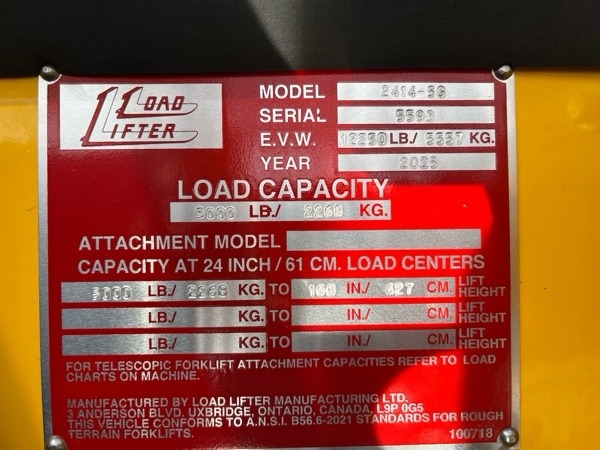 LOAD LIFTER
MODEL 2414-5G
SERIAL 5593
E.V.W. 12250 LB./ 5557 KG.
YEAR 2025
LOAD CAPACITY
5000 LB./ 2268 KG.
ATTACHMENT MODEL
CAPACITY AT 24 INCH/61 CM. LOAD CENTERS
5000 LB./ 2268 KG. TO 168 IN./ 427 CM. LIFT HEIGHT
LB./ KG. TO IN./ CM. LIFT HEIGHT
LB./ KG. TO IN./ CM. LIFT HEIGHT
FOR TELESCOPIC FORKLIFT ATTACHMENT CAPACITIES REFER TO LOAD
CHARTS ON MACHINE.
MANUFACTURED BY LOAD LIFTER MANUFACTURING LTD.
3 ANDERSON BLVD. UXBRIDGE, ONTARIO, CANADA, L9P 0G5
THIS VEHICLE CONFORMS TO A.N.S.I. B56.6-2021 STANDARDS FOR ROUGH
TERRAIN FORKLIFTS.
100718